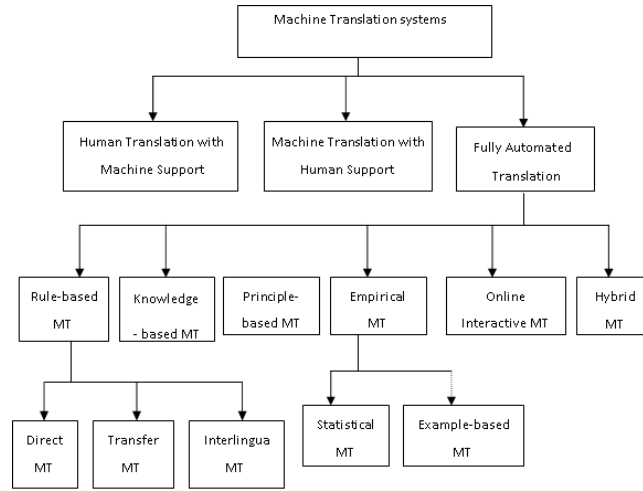 Machine Translation systems
Human Translation with
Machine Support
Machine Translation with
Human Support
Fully Automated
Translation
Rule-based
MT
Knowledge
- based MT
Principle-
based MT
Empirical
MT
Online
Interactive MT
Hybrid
MT
Direct
MT
Transfer
MT
Interlingua
MT
Statistical
MT
Example-based
MT